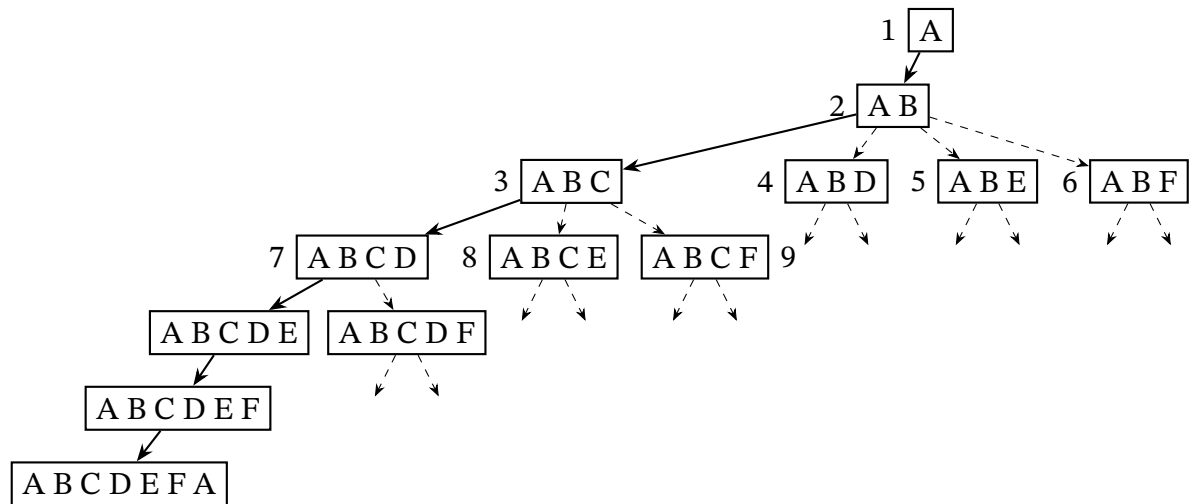 1 A
2 A B
3 A B C 4 A B D 5 A B E 6 A B F
7 A B C D 8 A B C E A B C F 9
A B C D E A B C D F
A B C D E F
A B C D E F A